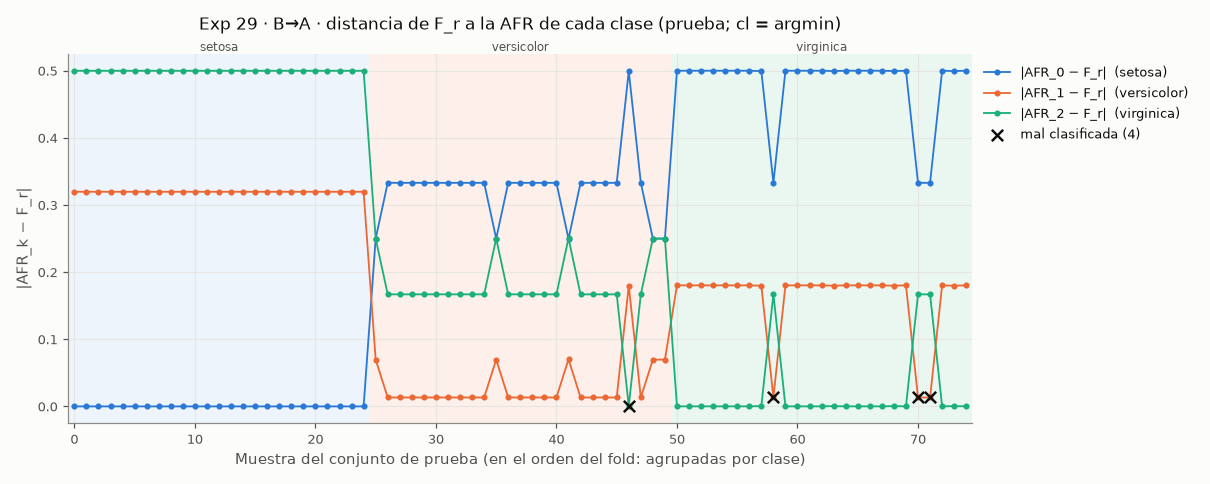 Exp 29 · B→A · distancia de F_r a la AFR de cada clase (prueba; cl = argmin)
setosa versicolor virginica
|AFR_0 − F_r| (setosa)
|AFR_1 − F_r| (versicolor)
|AFR_2 − F_r| (virginica)
mal clasificada (4)
|AFR_k − F_r|
0.5
0.4
0.3
0.2
0.1
0.0
0 10 20 30 40 50 60 70
Muestra del conjunto de prueba (en el orden del fold: agrupadas por clase)